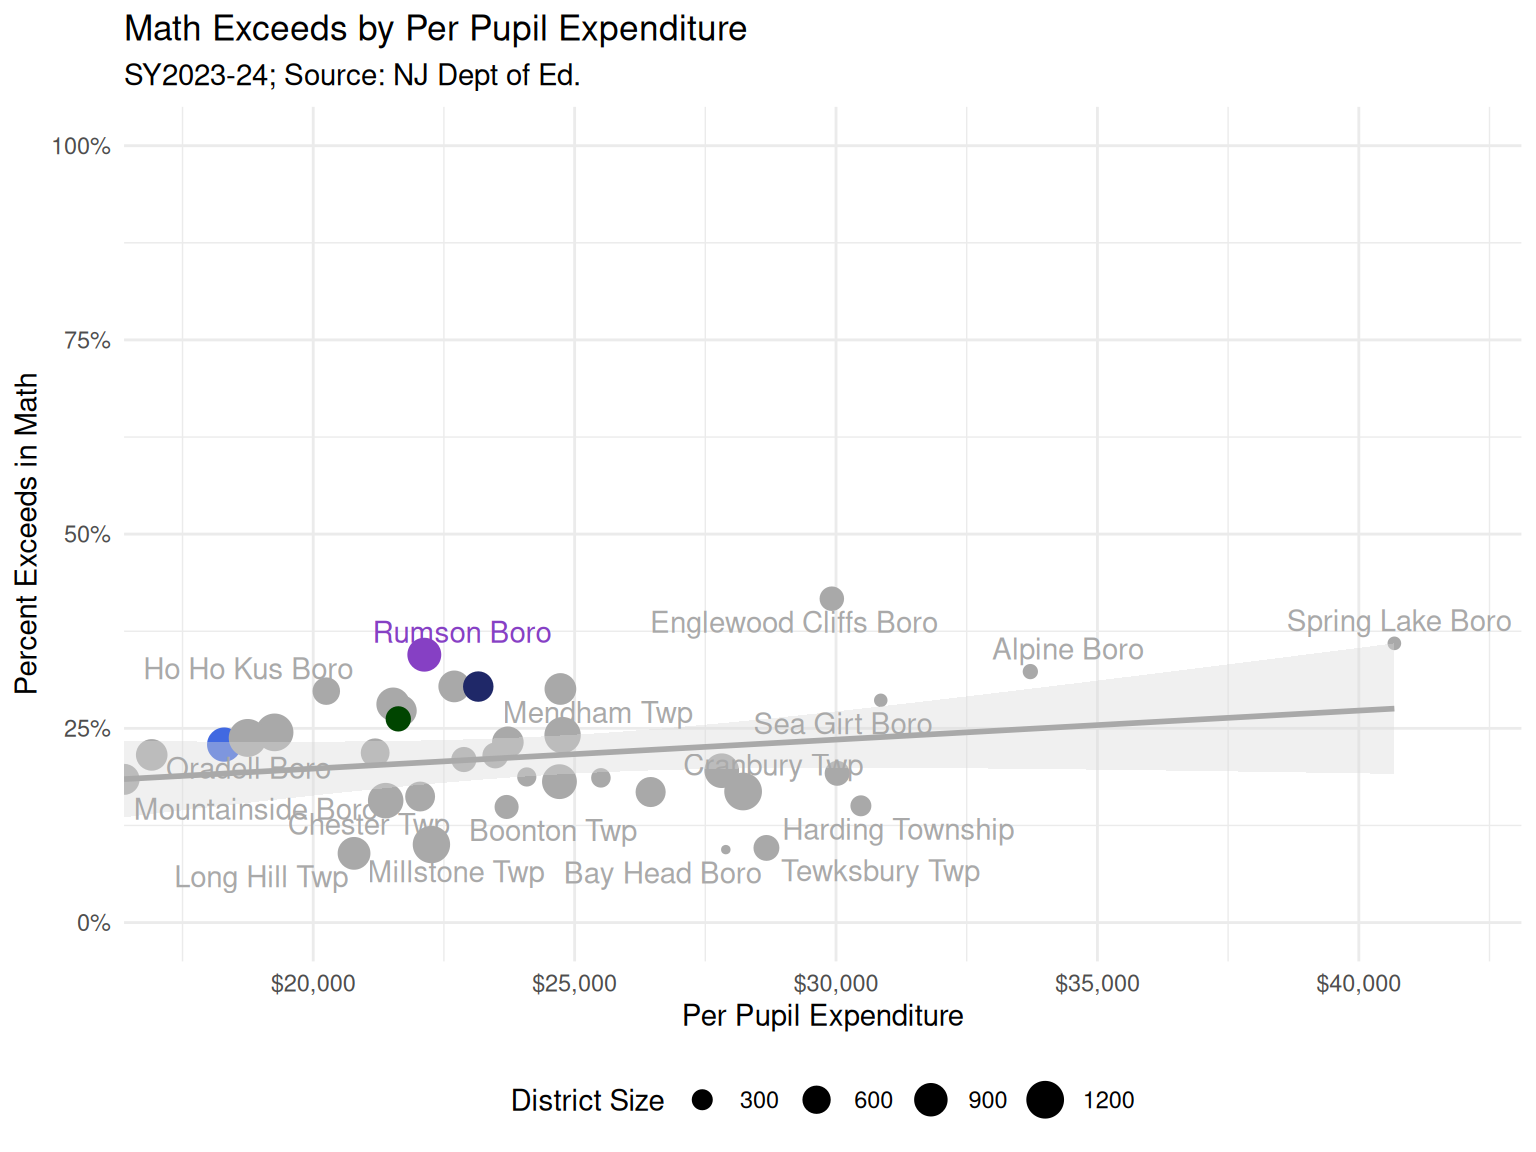 Math Exceeds by Per Pupil Expenditure
SY2023-24; Source: NJ Dept of Ed.
Percent Exceeds in Math
100%
75%
50%
25%
0%
Englewood Cliffs Boro
Spring Lake Boro
Rumson Boro
Alpine Boro
Ho Ho Kus Boro
Mendham Twp
Sea Girt Boro
Oradell Boro
Cranbury Twp
Mountainside Boro
Chester Twp
Boonton Twp
Harding Township
Long Hill Twp
Millstone Twp
Bay Head Boro
Tewksbury Twp
$20,000
$25,000
$30,000
$35,000
$40,000
Per Pupil Expenditure
District Size
300
600
900
1200